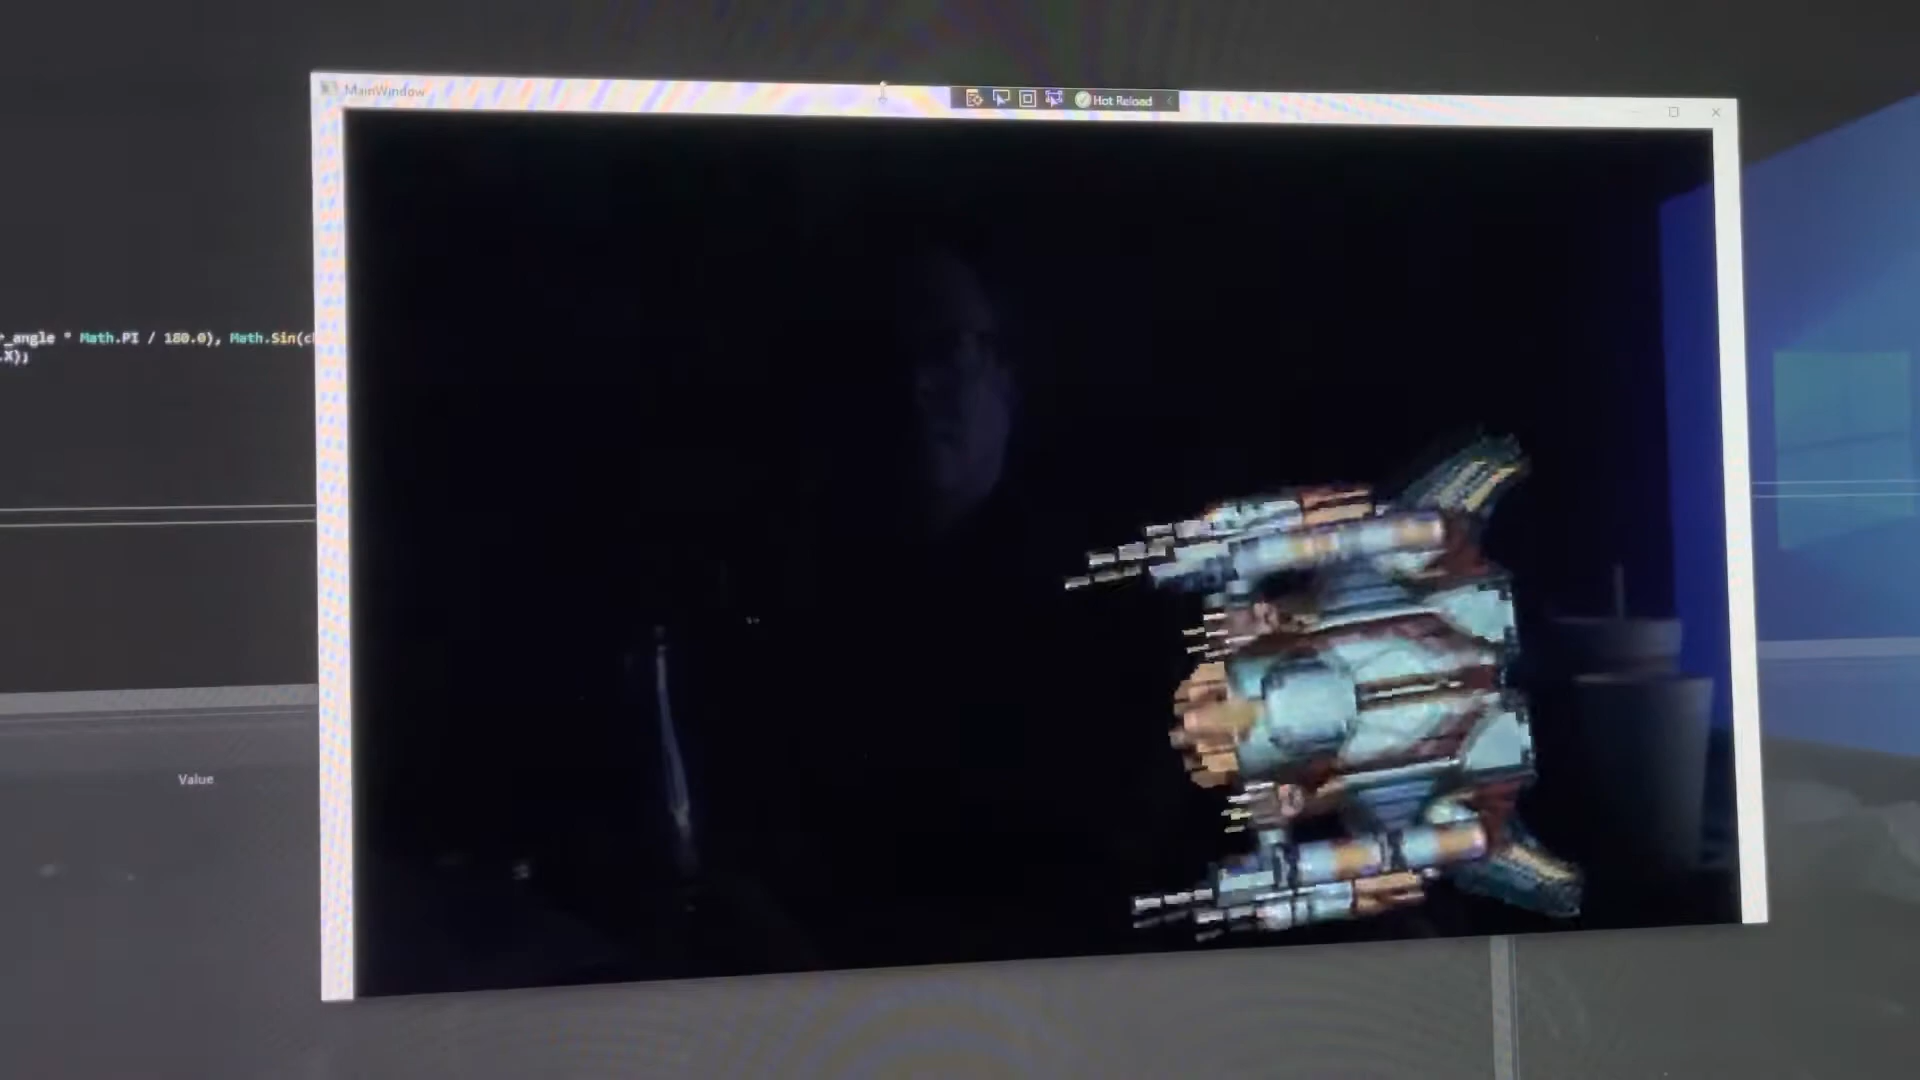 MainWindow
Hot Reload
_angle * Math.PI / 180.0), Math.Sin(
.X);
Value